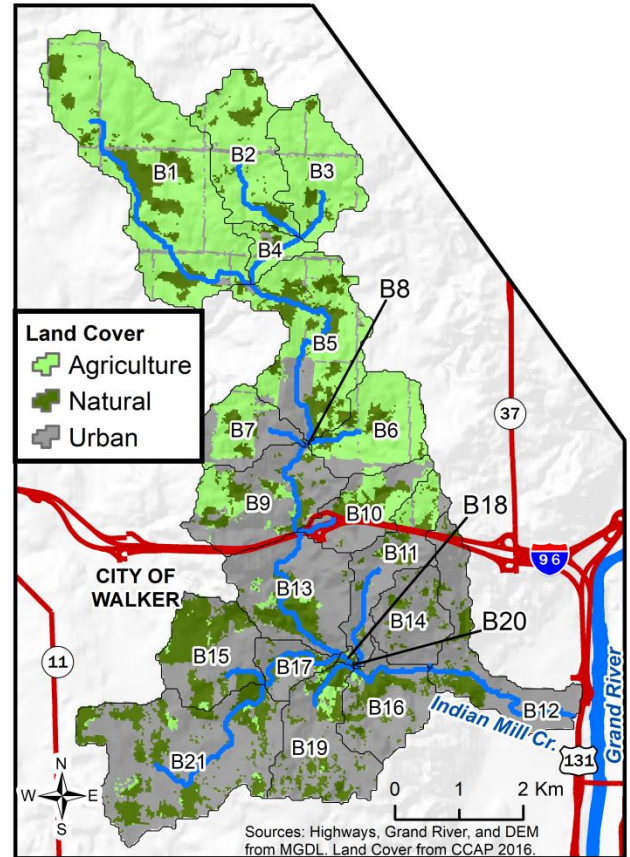 B1
B2
B3
B4
B8
B5
Land Cover
Agriculture
Natural
Urban
37
B7
B6
B9
B10
B18
B11
I 96
CITY OF
WALKER
B13
B14
B20
11
B15
B17
B16
Indian Mill Cr.
B12
Grand River
B21
B19
131
N
W E
S
0 1 2 Km
Sources: Highways, Grand River, and DEM
from MGDL. Land Cover from CCAP 2016.